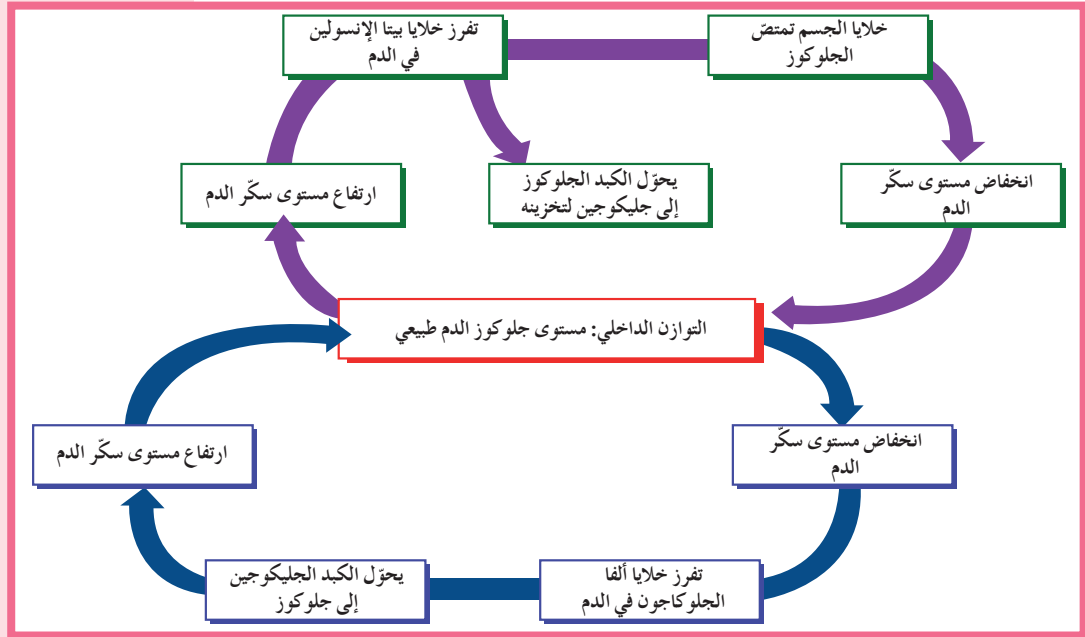 خلايا الجسم تمتصّ
الجلوكوز
تفرز خلايا بيتا الإنسولين
في الدم
انخفاض مستوى سكّر
الدم
يحوّل الكبد الجلوكوز
إلى جليكوجين لتخزينه
ارتفاع مستوى سكّر الدم
التوازن الداخلي: مستوى جلوكوز الدم طبيعي
انخفاض مستوى سكّر
الدم
ارتفاع مستوى سكّر الدم
تفرز خلايا ألفا
الجلوكاجون في الدم
يحوّل الكبد الجليكوجين
إلى جلوكوز